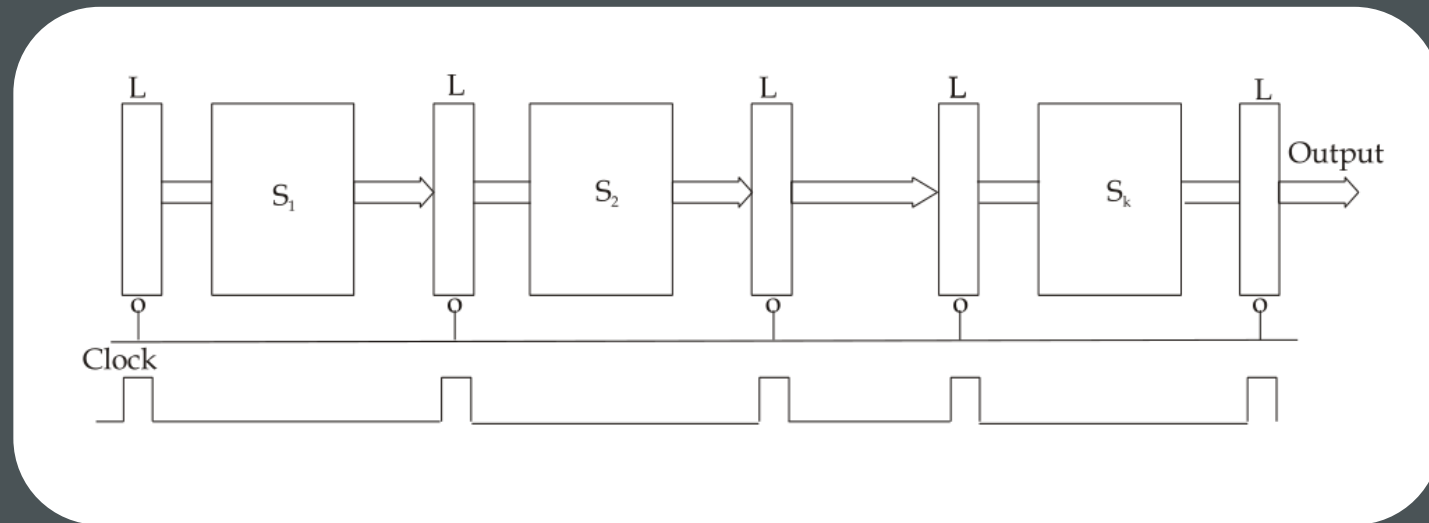 L L L L L
Output
S₁ S₂ Sₖ
o o o o o
Clock